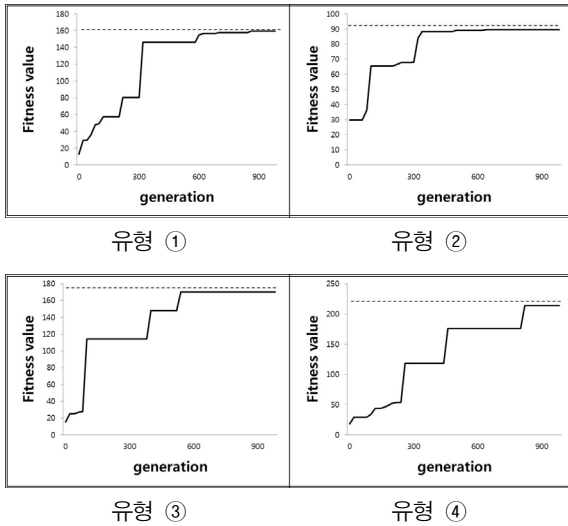 160
140
120
100
80
60
40
20
0
Fitness value
0 300 600 900
generation
100
90
80
70
60
50
40
30
20
10
0
Fitness value
0 300 600 900
generation
유형 ①
유형 ②
180
160
140
120
100
80
60
40
20
0
Fitness value
0 300 600 900
generation
250
200
150
100
50
0
Fitness value
0 300 600 900
generation
유형 ③
유형 ④